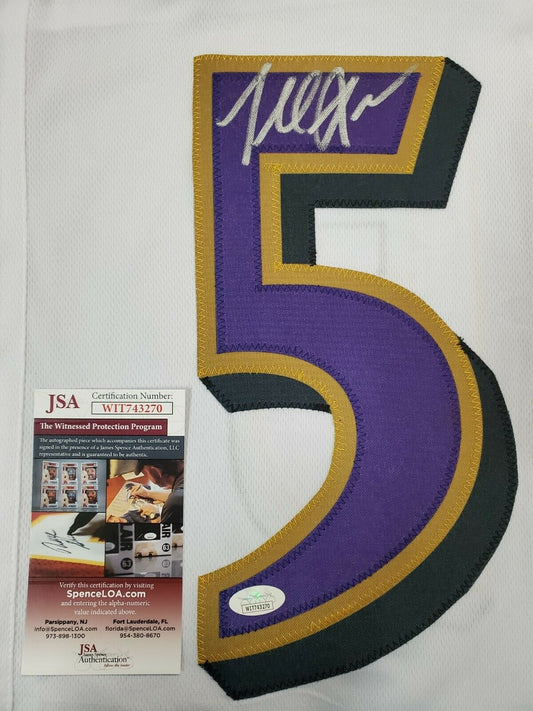 5
JSA
Certification Number:
WIT743270
The Witnessed Protection Program
The autographed piece which accompanies this certificate was
signed in the presence of a James Spence Authentication, LLC
representative and is guaranteed to be authentic.
Verify this certification by visiting
SpenceLOA.com
and entering the alpha-numeric
value indicated above.
Parsippany, NJ
info@SpenceLOA.com
973-898-1300
Fort Lauderdale, FL
florida@SpenceLOA.com
954-380-8670
JSA
James Spence
Authentication
WIT743270